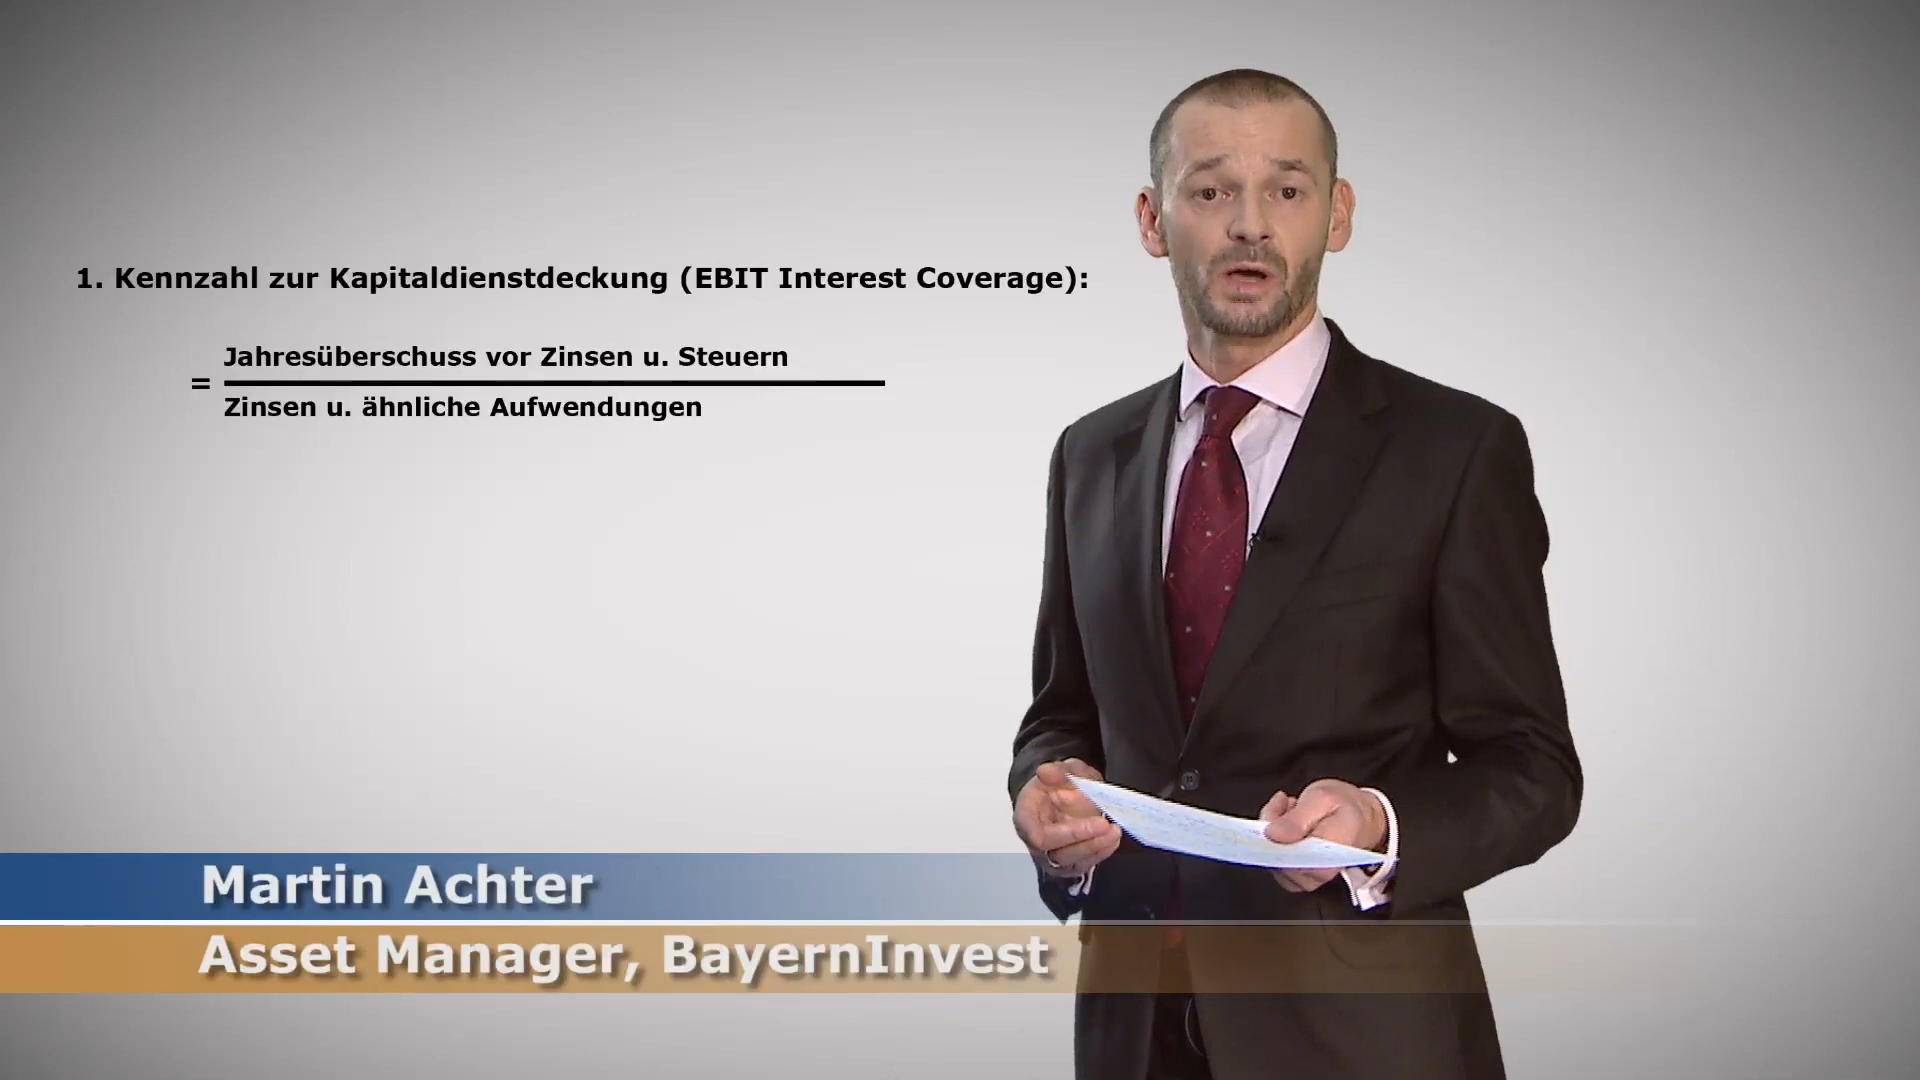 1. Kennzahl zur Kapitaldienstdeckung (EBIT Interest Coverage):
Jahresüberschuss vor Zinsen u. Steuern
=
Zinsen u. ähnliche Aufwendungen
Martin Achter
Asset Manager, BayernInvest